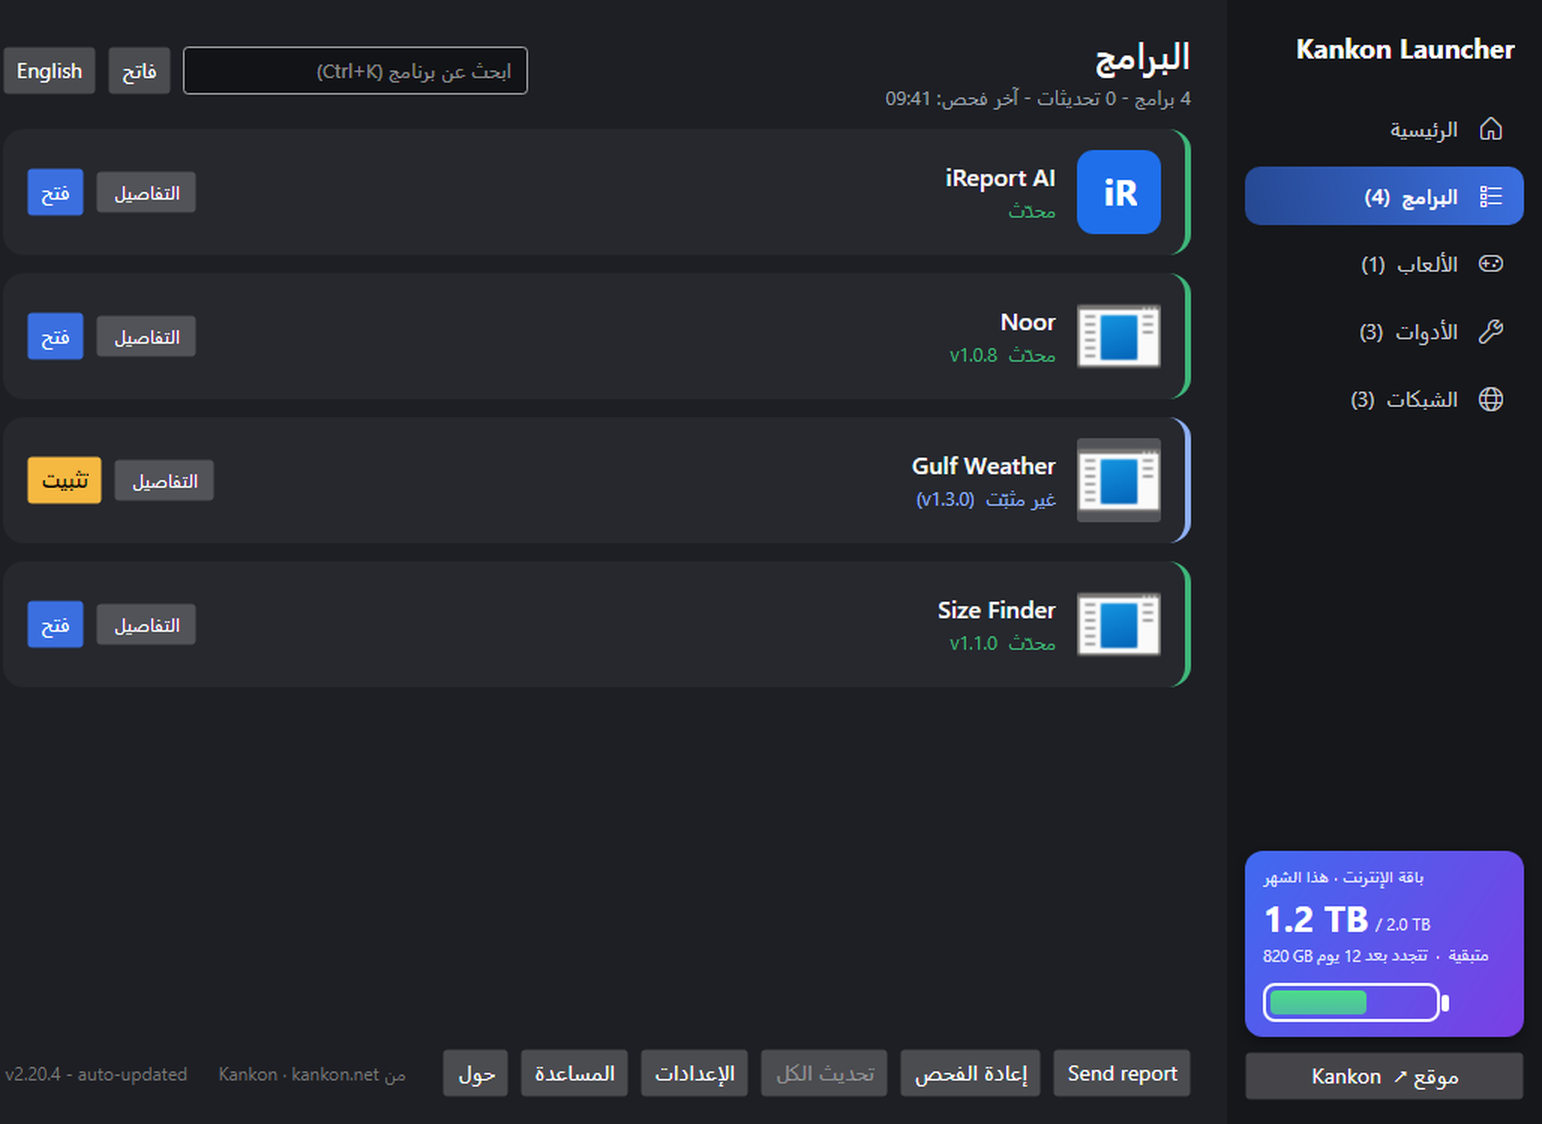 Kankon Launcher
الرئيسية
البرامج (4)
الألعاب (1)
الأدوات (3)
الشبكات (3)
باقة الإنترنت · هذا الشهر
1.2 TB / 2.0 TB
820 GB متبقية · تتجدد بعد 12 يوم
موقع Kankon ↗
البرامج
4 برامج - 0 تحديثات - آخر فحص: 09:41
ابحث عن برنامج (Ctrl+K)
فاتح
English
iR
iReport AI
محدّث
التفاصيل
فتح
Noor
محدّث v1.0.8
التفاصيل
فتح
Gulf Weather
غير مثبّت (v1.3.0)
التفاصيل
تثبيت
Size Finder
محدّث v1.1.0
التفاصيل
فتح
Send report
إعادة الفحص
تحديث الكل
الإعدادات
المساعدة
حول
من Kankon · kankon.net
v2.20.4 - auto-updated